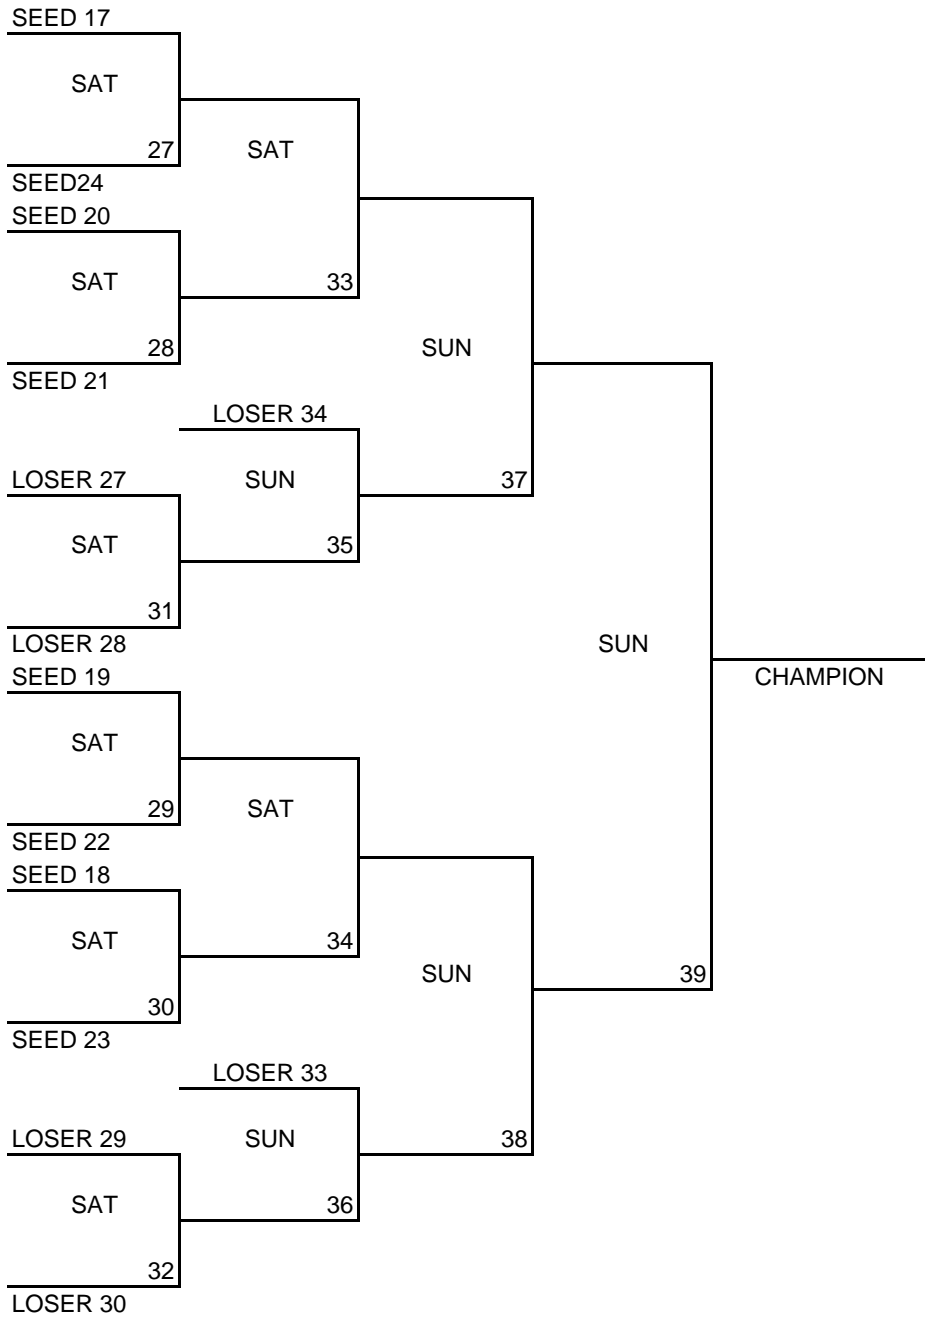 SEED 17
SAT
27
SAT
SEED24
SEED 20
SAT
33
28
SUN
SEED 21
LOSER 34
LOSER 27
SUN
37
SAT
35
31
LOSER 28
SUN
SEED 19
CHAMPION
SAT
29
SAT
SEED 22
SEED 18
SAT
34
SUN
39
30
SEED 23
LOSER 33
LOSER 29
SUN
38
SAT
36
32
LOSER 30